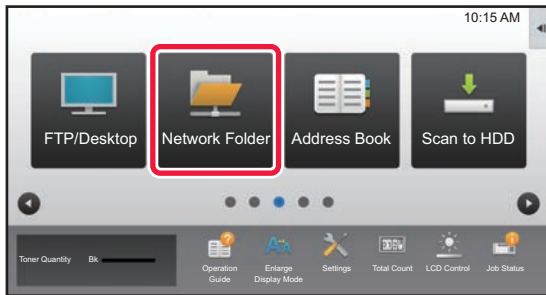 10:15 AM
FTP/Desktop
Network Folder
Address Book
Scan to HDD
Toner Quantity
Bk
Operation
Guide
Enlarge
Display Mode
Settings
Total Count
LCD Control
Job Status